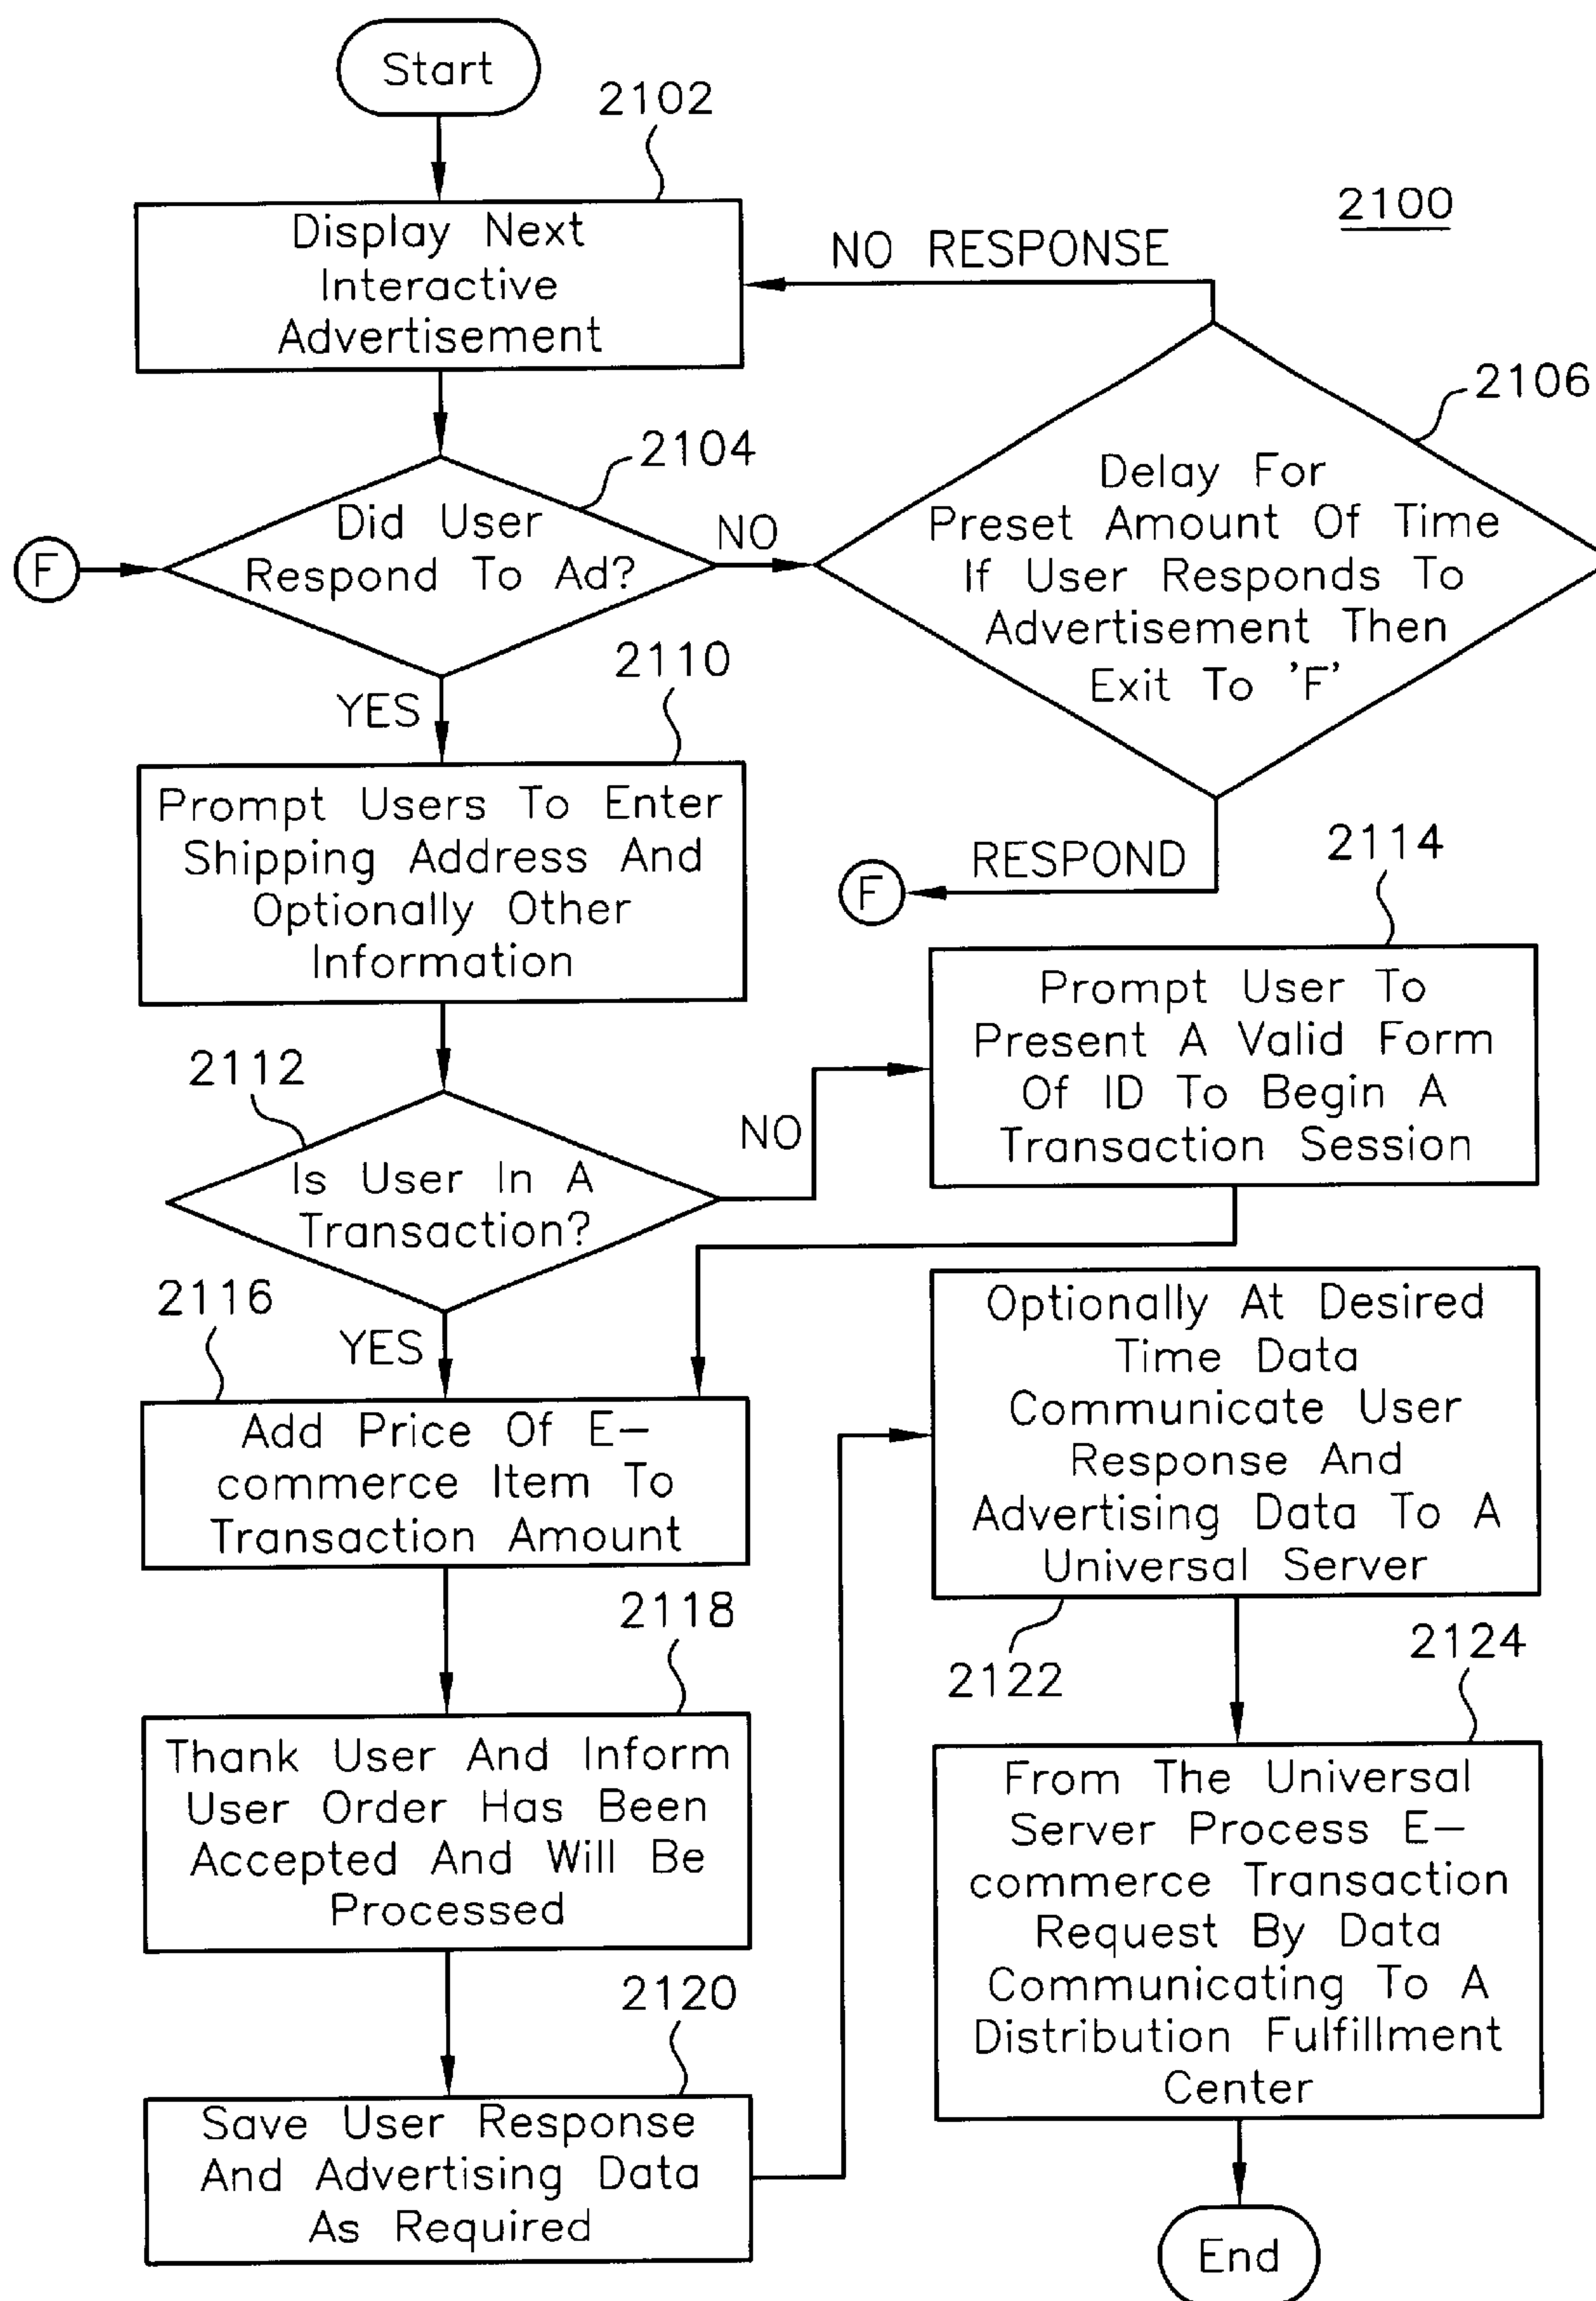 Start
2102
2100
Display Next
Interactive
Advertisement
NO RESPONSE
2106
2104
Did User
Respond To Ad?
F
NO
Delay For
Preset Amount Of Time
If User Responds To
Advertisement Then
Exit To 'F'
YES
2110
Prompt Users To Enter
Shipping Address And
Optionally Other
Information
RESPOND
F
2114
Prompt User To
Present A Valid Form
Of ID To Begin A
Transaction Session
2112
Is User In A
Transaction?
NO
YES
2116
Add Price Of E-
commerce Item To
Transaction Amount
2118
Thank User And Inform
User Order Has Been
Accepted And Will Be
Processed
2120
Save User Response
And Advertising Data
As Required
Optionally At Desired
Time Data
Communicate User
Response And
Advertising Data To A
Universal Server
2122
2124
From The Universal
Server Process E-
commerce Transaction
Request By Data
Communicating To A
Distribution Fulfillment
Center
End